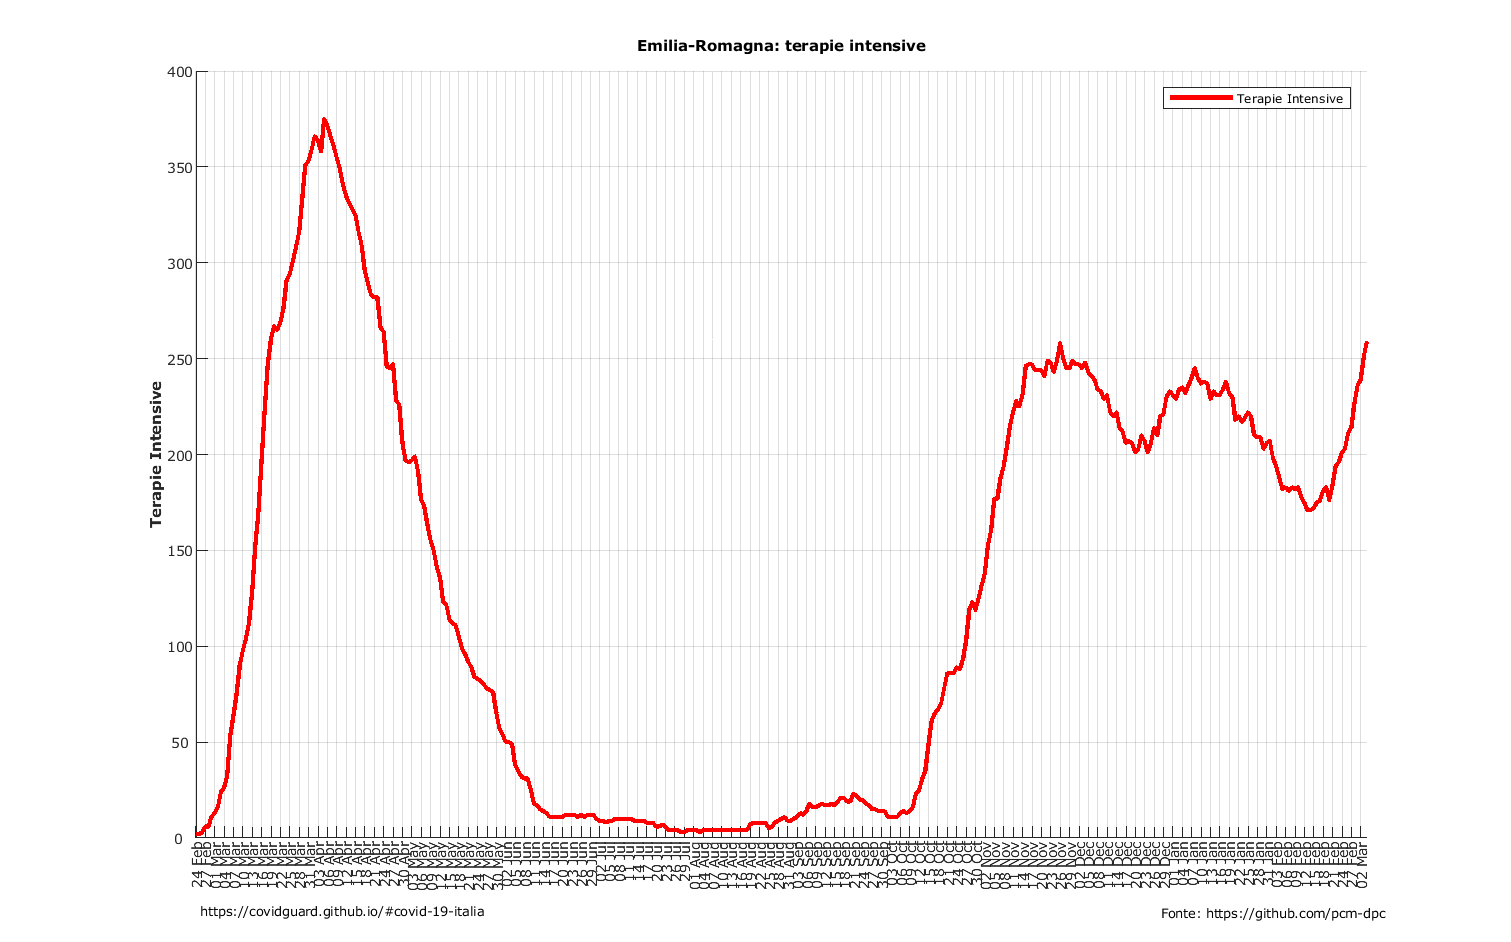 Emilia-Romagna: terapie intensive
Terapie Intensive
400
350
300
250
200
150
100
50
0
Terapie Intensive
24 Feb
27 Feb
01 Mar
04 Mar
07 Mar
10 Mar
13 Mar
16 Mar
19 Mar
22 Mar
25 Mar
28 Mar
31 Mar
03 Apr
06 Apr
09 Apr
12 Apr
15 Apr
18 Apr
21 Apr
24 Apr
27 Apr
30 Apr
03 May
06 May
09 May
12 May
15 May
18 May
21 May
24 May
27 May
30 May
02 Jun
05 Jun
08 Jun
11 Jun
14 Jun
17 Jun
20 Jun
23 Jun
26 Jun
29 Jun
02 Jul
05 Jul
08 Jul
11 Jul
14 Jul
17 Jul
20 Jul
23 Jul
26 Jul
29 Jul
01 Aug
04 Aug
07 Aug
10 Aug
13 Aug
16 Aug
19 Aug
22 Aug
25 Aug
28 Aug
31 Aug
03 Sep
06 Sep
09 Sep
12 Sep
15 Sep
18 Sep
21 Sep
24 Sep
27 Sep
30 Sep
03 Oct
06 Oct
09 Oct
12 Oct
15 Oct
18 Oct
21 Oct
24 Oct
27 Oct
30 Oct
02 Nov
05 Nov
08 Nov
11 Nov
14 Nov
17 Nov
20 Nov
23 Nov
26 Nov
29 Nov
02 Dec
05 Dec
08 Dec
11 Dec
14 Dec
17 Dec
20 Dec
23 Dec
26 Dec
29 Dec
01 Jan
04 Jan
07 Jan
10 Jan
13 Jan
16 Jan
19 Jan
22 Jan
25 Jan
28 Jan
31 Jan
03 Feb
06 Feb
09 Feb
12 Feb
15 Feb
18 Feb
21 Feb
24 Feb
27 Feb
02 Mar
https://covidguard.github.io/#covid-19-italia
Fonte: https://github.com/pcm-dpc